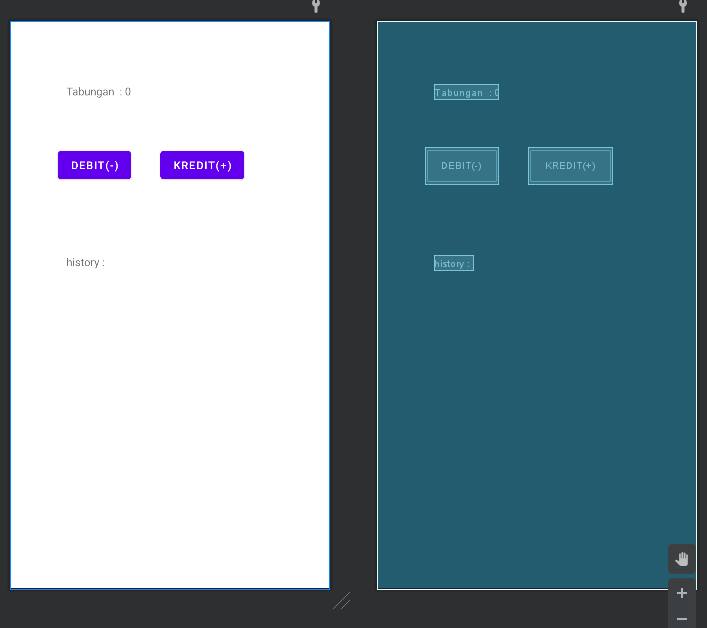 Tabungan  : 0
DEBIT(-) KREDIT(+)
history :
Tabungan  : 0
DEBIT(-) KREDIT(+)
history :